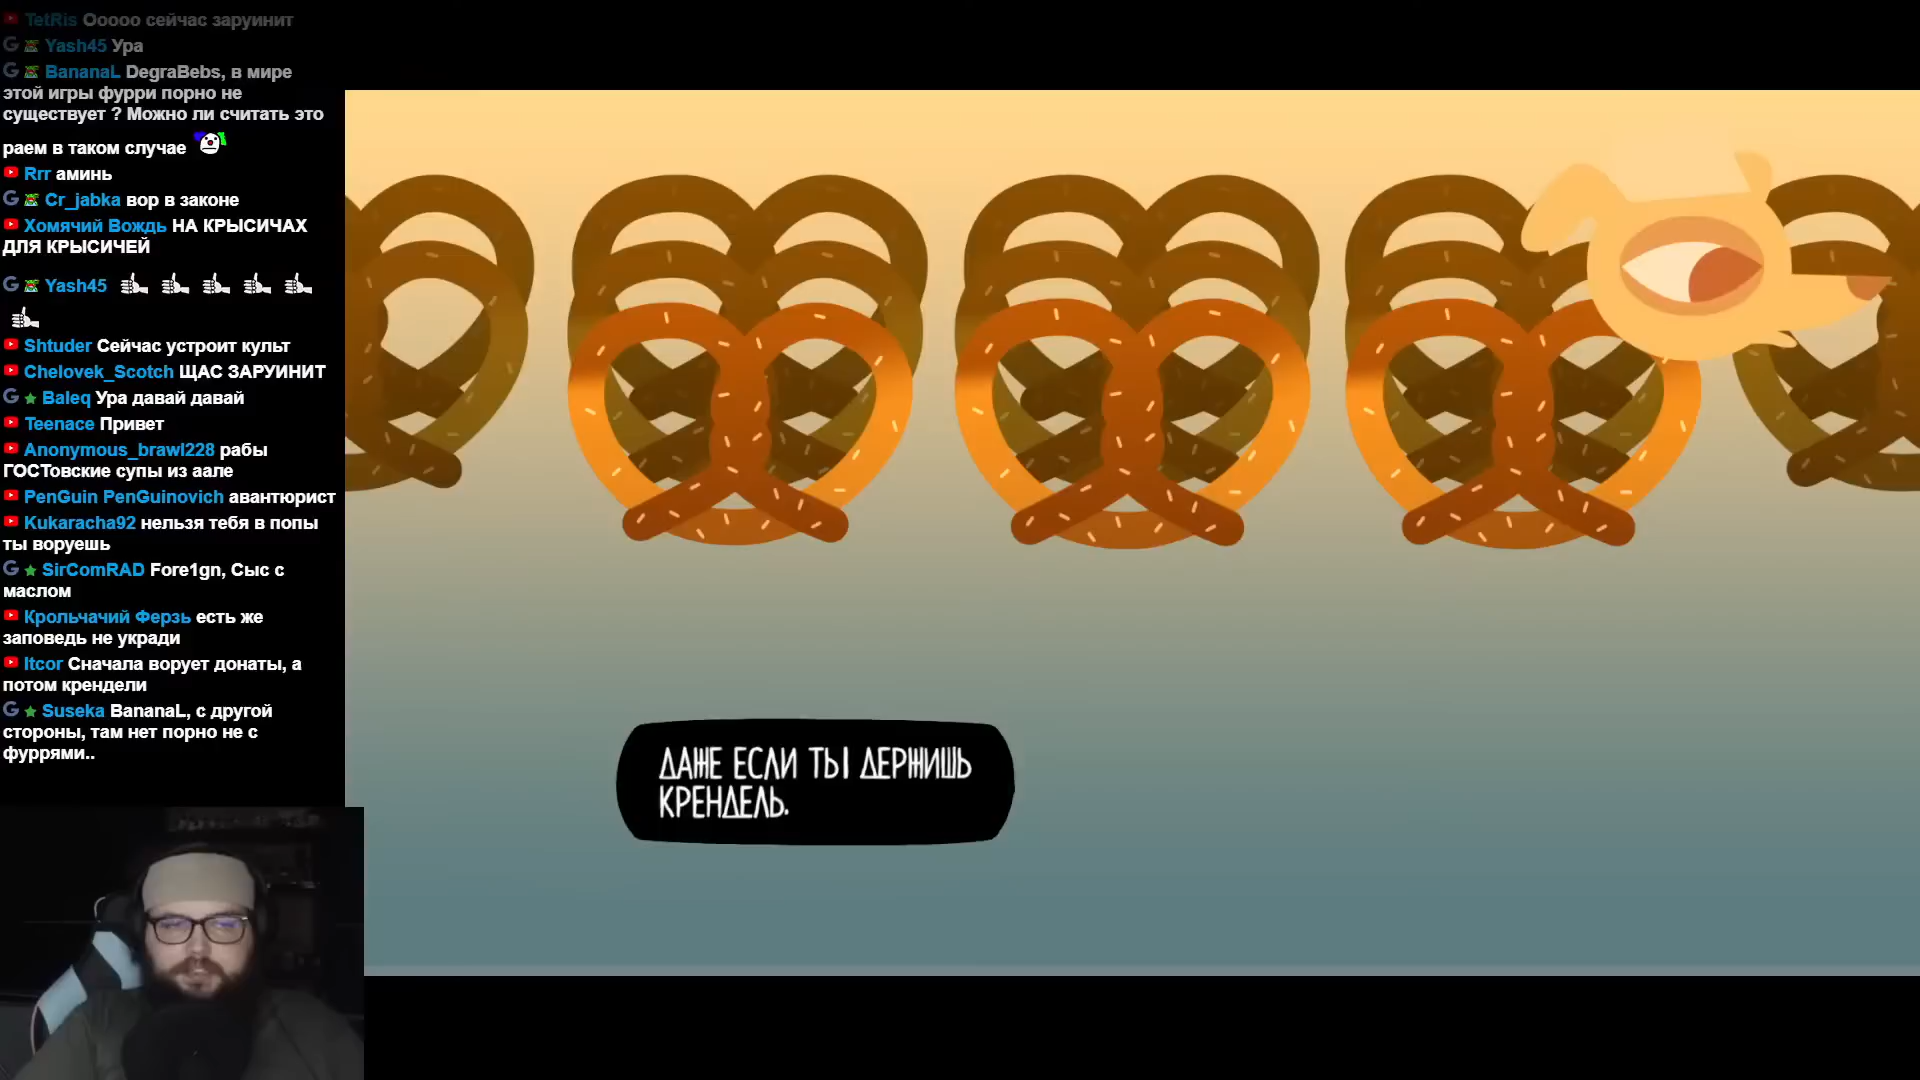 TetRis Ооооо сейчас заруинит
Yash45 Ура
BananaL DegraBebs, в мире
этой игры фурри порно не
существует ? Можно ли считать это
раем в таком случае
Rrr аминь
Cr_jabka вор в законе
Хомячий Вождь НА КРЫСИЧАХ
ДЛЯ КРЫСИЧЕЙ
Yash45
Shtuder Сейчас устроит культ
Chelovek_Scotch ЩАС ЗАРУИНИТ
Baleq Ура давай давай
Teenace Привет
Anonymous_brawl228 рабы
ГОСТовские супы из аале
PenGuin PenGuinovich авантюрист
Kukaracha92 нельзя тебя в попы
ты воруешь
SirComRAD Fore1gn, Сыс с
маслом
Крольчачий Ферзь есть же
заповедь не укради
Itcor Сначала ворует донаты, а
потом крендели
Suseka BananaL, с другой
стороны, там нет порно не с
фуррями..
ДАЖЕ ЕСЛИ ТЫ ДЕРЖИШЬ
КРЕНДЕЛЬ.